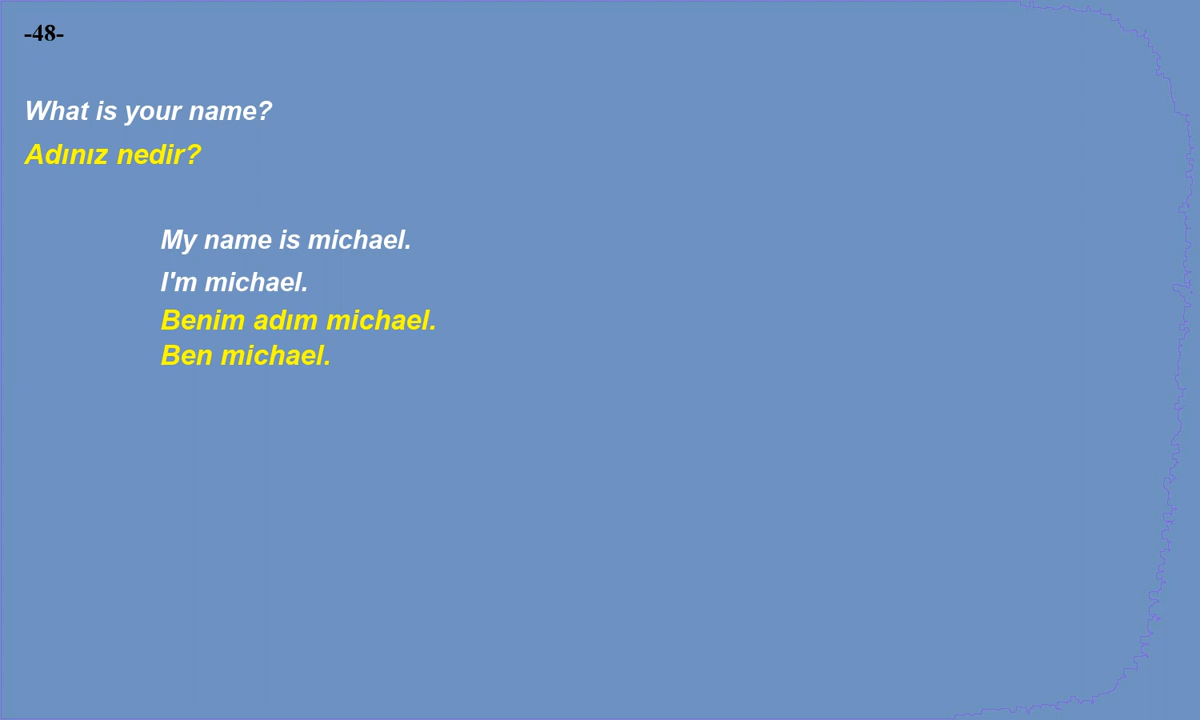 -48-
What is your name?
Adınız nedir?
My name is michael.
I'm michael.
Benim adım michael.
Ben michael.